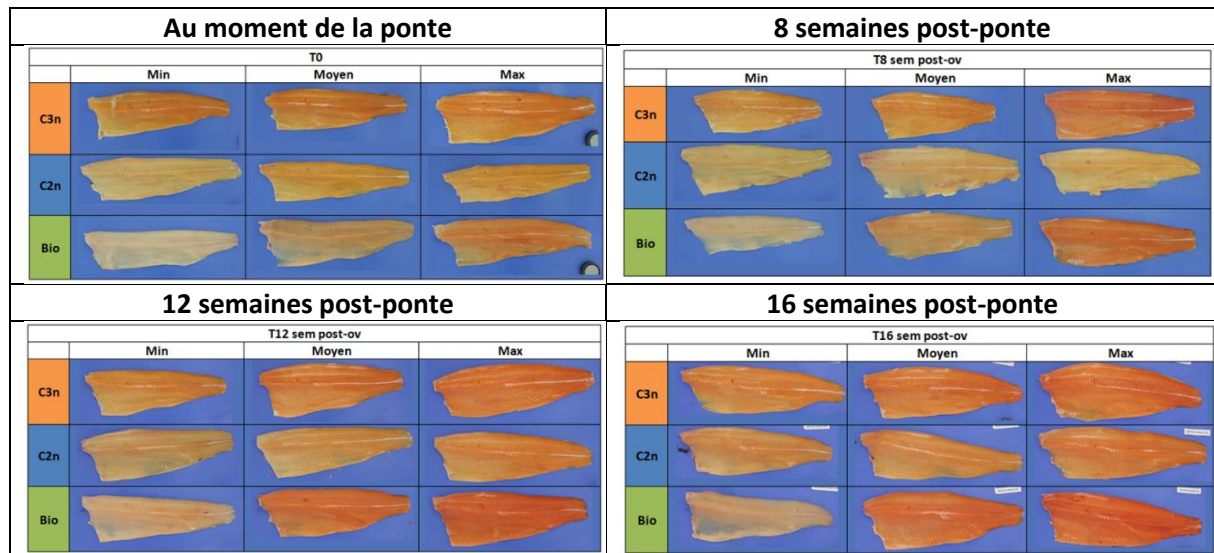 Au moment de la ponte
8 semaines post-ponte
T0
Min Moyen Max
C3n
C2n
Bio
T8 sem post-ov
Min Moyen Max
C3n
C2n
Bio
12 semaines post-ponte
16 semaines post-ponte
T12 sem post-ov
Min Moyen Max
C3n
C2n
Bio
T16 sem post-ov
Min Moyen Max
C3n
C2n
Bio